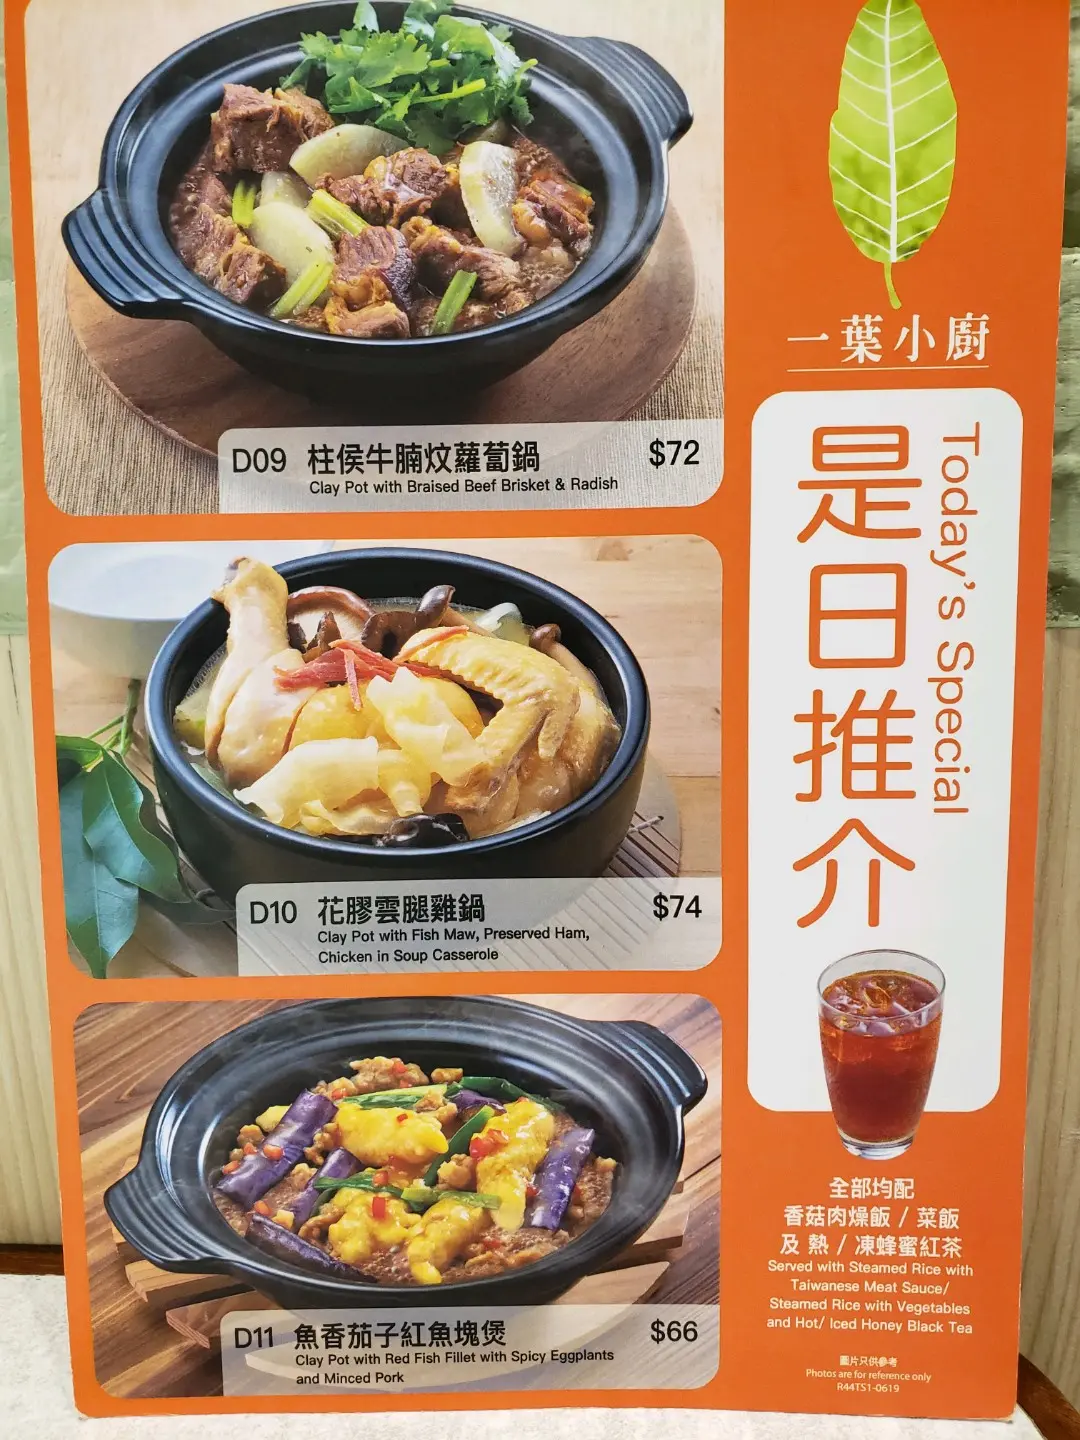 D09 柱侯牛腩炆蘿蔔鍋 $72
Clay Pot with Braised Beef Brisket & Radish
D10 花膠雲腿雞鍋 $74
Clay Pot with Fish Maw, Preserved Ham,
Chicken in Soup Casserole
D11 魚香茄子紅魚塊煲 $66
Clay Pot with Red Fish Fillet with Spicy Eggplants
and Minced Pork
一葉小廚
是日推介
Today's Special
全部均配
香菇肉燥飯 / 菜飯
及 熱 / 凍蜂蜜紅茶
Served with Steamed Rice with
Taiwanese Meat Sauce/
Steamed Rice with Vegetables
and Hot/ Iced Honey Black Tea
圖片只供參考
Photos are for reference only
R44TS1-0619